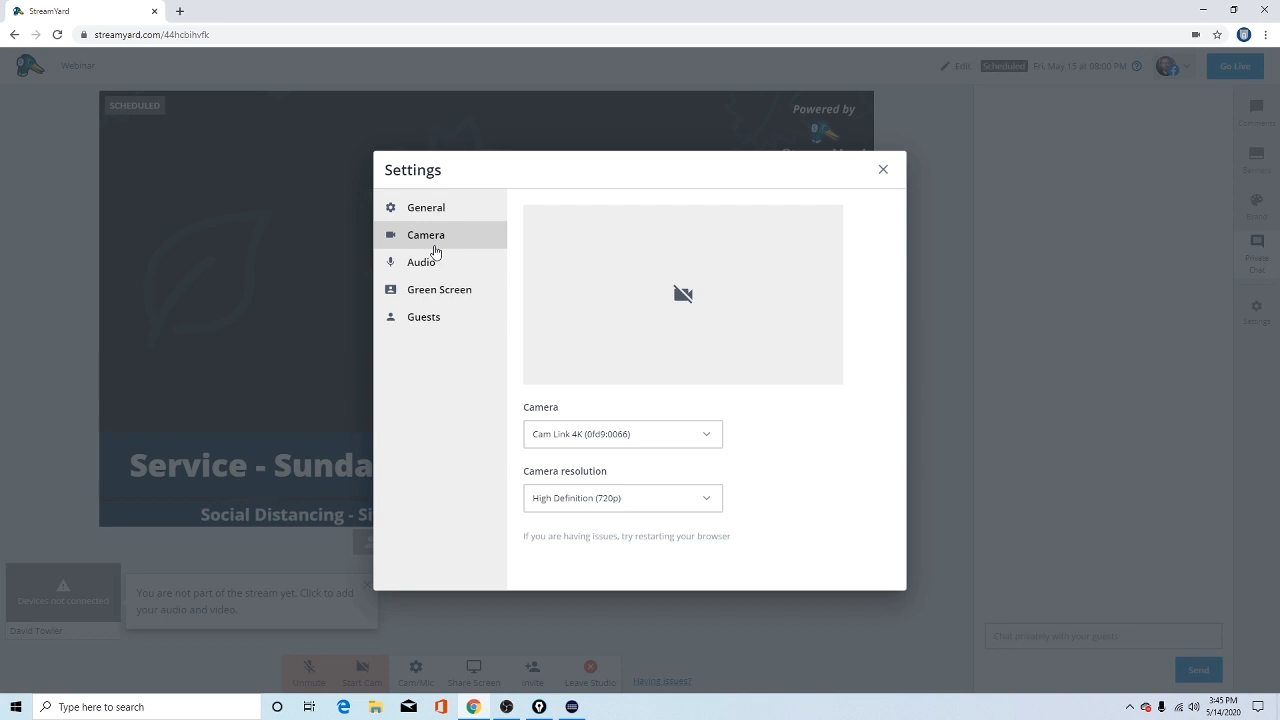 StreamYard
streamyard.com/44hcbihvfk
Webinar
Edit
Scheduled
Fri, May 15 at 08:00 PM
Go Live
SCHEDULED
Powered by
Settings
General
Camera
Audio
Green Screen
Guests
Camera
Cam Link 4K (0fd9:0066)
Camera resolution
High Definition (720p)
If you are having issues, try restarting your browser
Service - Sunda
Social Distancing - Si
Devices not connected
David Towler
You are not part of the stream yet. Click to add
your audio and video.
Unmute
Start Cam
Cam/Mic
Share Screen
Invite
Leave Studio
Having issues?
Comments
Banners
Brand
Private
Chat
Settings
Chat privately with your guests
Send
Type here to search
3:45 PM
5/14/2020